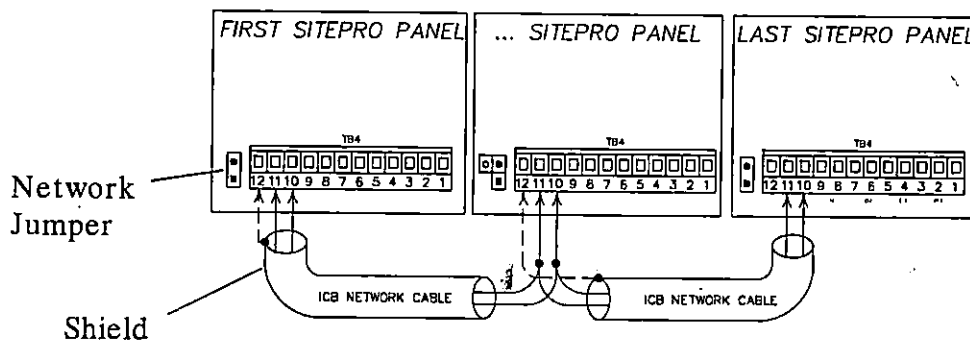 FIRST SITEPRO PANEL
... SITEPRO PANEL
LAST SITEPRO PANEL
TB4
TB4
TB4
12 11 10 9 8 7 6 5 4 3 2 1
12 11 10 9 8 7 6 5 4 3 2 1
12 11 10 9 8 7 6 5 4 3 2 1
Network
Jumper
ICB NETWORK CABLE
ICB NETWORK CABLE
Shield